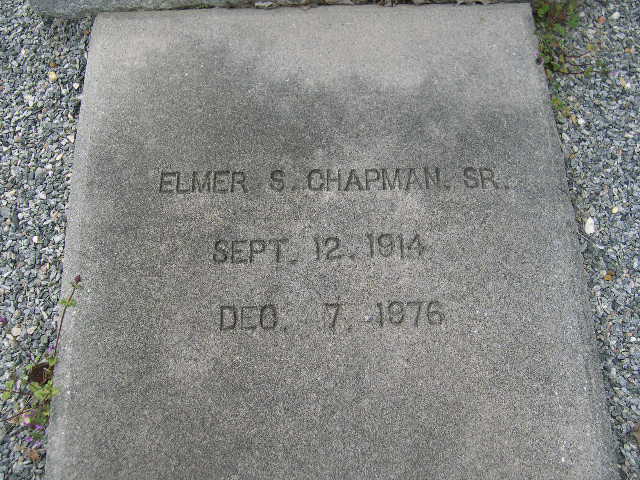 ELMER S. CHAPMAN, SR.
SEPT. 12, 1914
DEC. 7, 1976